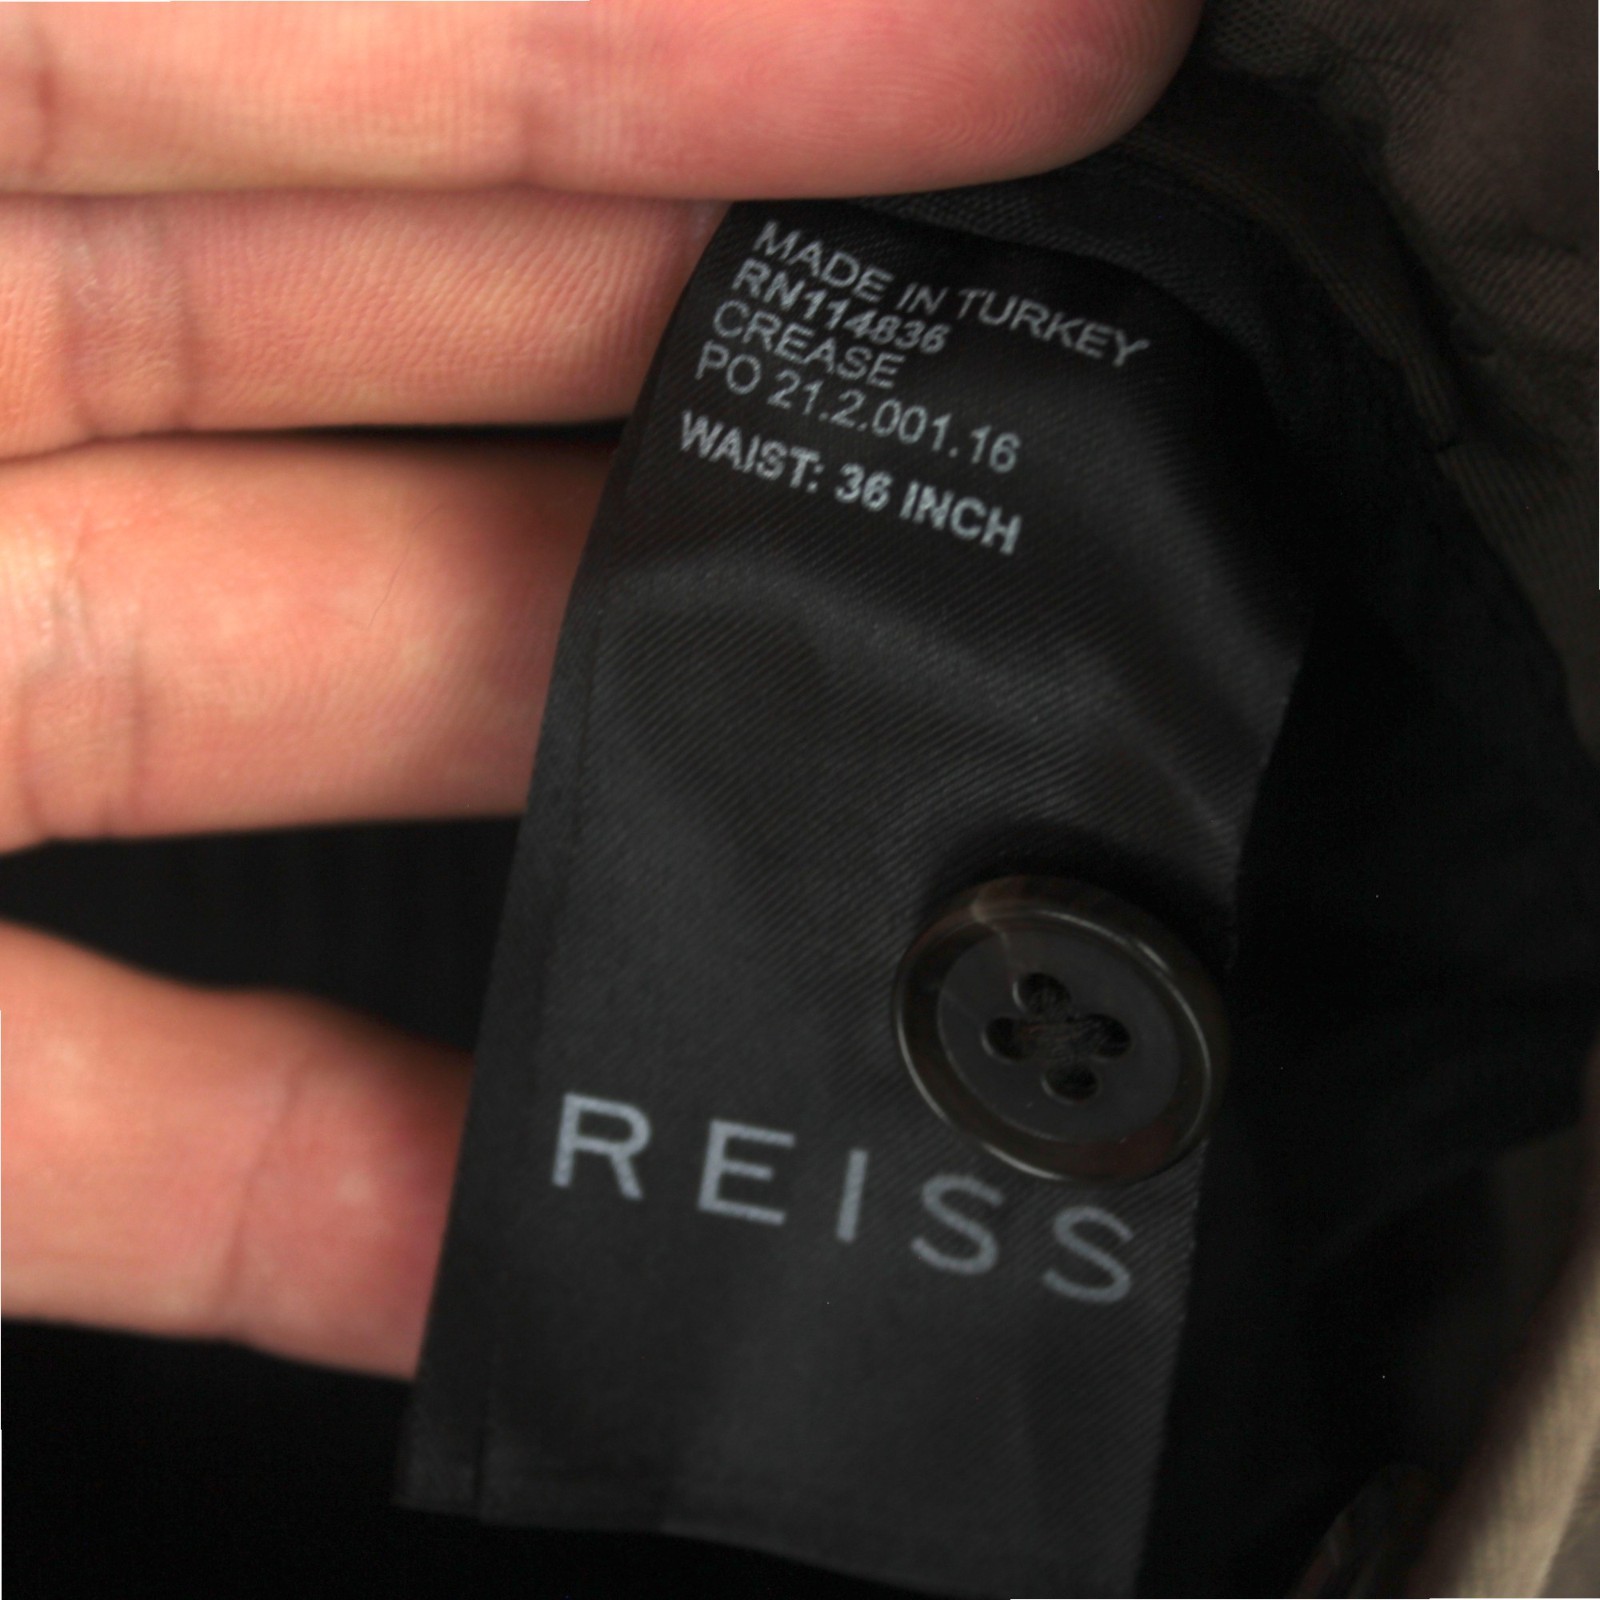 MADE IN TURKEY
RN114836
CREASE
PO 21.2.001.16
WAIST: 36 INCH
REISS